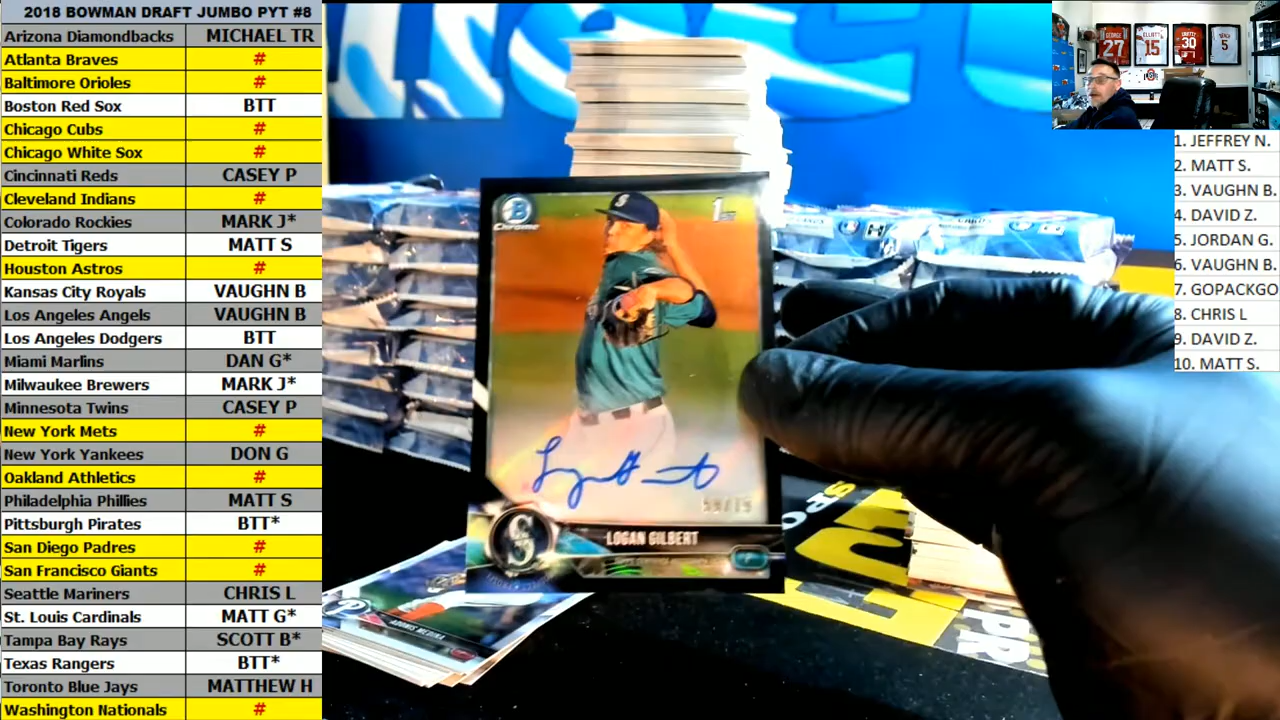 2018 BOWMAN DRAFT JUMBO PYT #8
Arizona Diamondbacks MICHAEL TR
Atlanta Braves #
Baltimore Orioles #
Boston Red Sox BTT
Chicago Cubs #
Chicago White Sox #
Cincinnati Reds CASEY P
Cleveland Indians #
Colorado Rockies MARK J*
Detroit Tigers MATT S
Houston Astros #
Kansas City Royals VAUGHN B
Los Angeles Angels VAUGHN B
Los Angeles Dodgers BTT
Miami Marlins DAN G*
Milwaukee Brewers MARK J*
Minnesota Twins CASEY P
New York Mets #
New York Yankees DON G
Oakland Athletics #
Philadelphia Phillies MATT S
Pittsburgh Pirates BTT*
San Diego Padres #
San Francisco Giants #
Seattle Mariners CHRIS L
St. Louis Cardinals MATT G*
Tampa Bay Rays SCOTT B*
Texas Rangers BTT*
Toronto Blue Jays MATTHEW H
Washington Nationals #
B
Chrome
1st
S
LOGAN GILBERT
P
ADONIS MEDINA
GEORGE
27
ELLIOTT
15
30
5
1. JEFFREY N.
2. MATT S.
3. VAUGHN B.
4. DAVID Z.
5. JORDAN G.
6. VAUGHN B.
7. GOPACKGO
8. CHRIS L
9. DAVID Z.
10. MATT S.